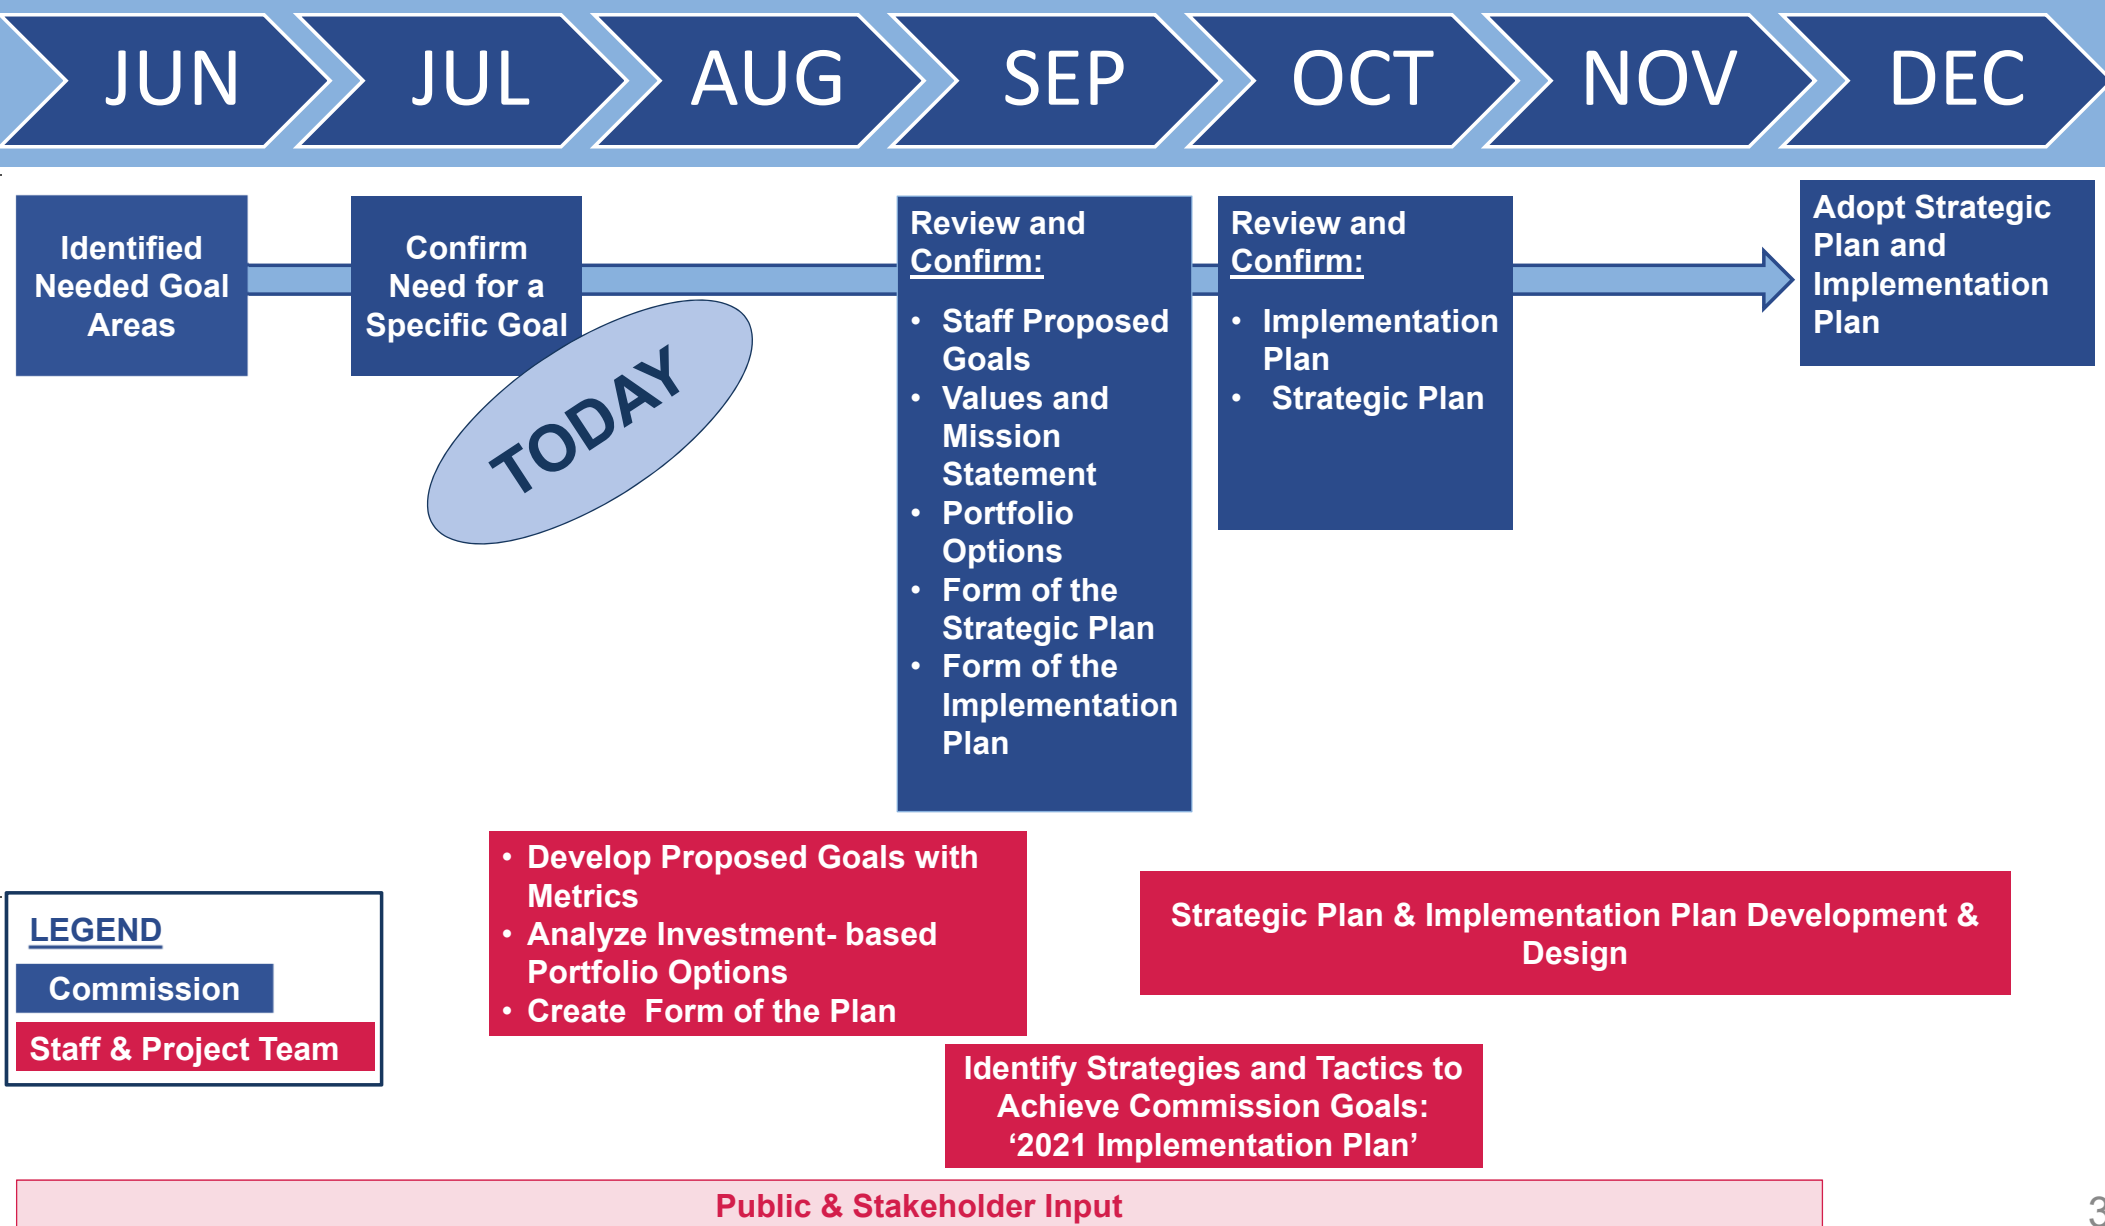 JUN
JUL
AUG
SEP
OCT
NOV
DEC
Identified
Needed Goal
Areas
Confirm
Need for a
Specific Goal
TODAY
Review and
Confirm:
• Staff Proposed
Goals
• Values and
Mission
Statement
• Portfolio
Options
• Form of the
Strategic Plan
• Form of the
Implementation
Plan
Review and
Confirm:
• Implementation
Plan
• Strategic Plan
Adopt Strategic
Plan and
Implementation
Plan
• Develop Proposed Goals with
Metrics
• Analyze Investment- based
Portfolio Options
• Create Form of the Plan
Strategic Plan & Implementation Plan Development &
Design
LEGEND
Commission
Staff & Project Team
Identify Strategies and Tactics to
Achieve Commission Goals:
‘2021 Implementation Plan’
Public & Stakeholder Input
3